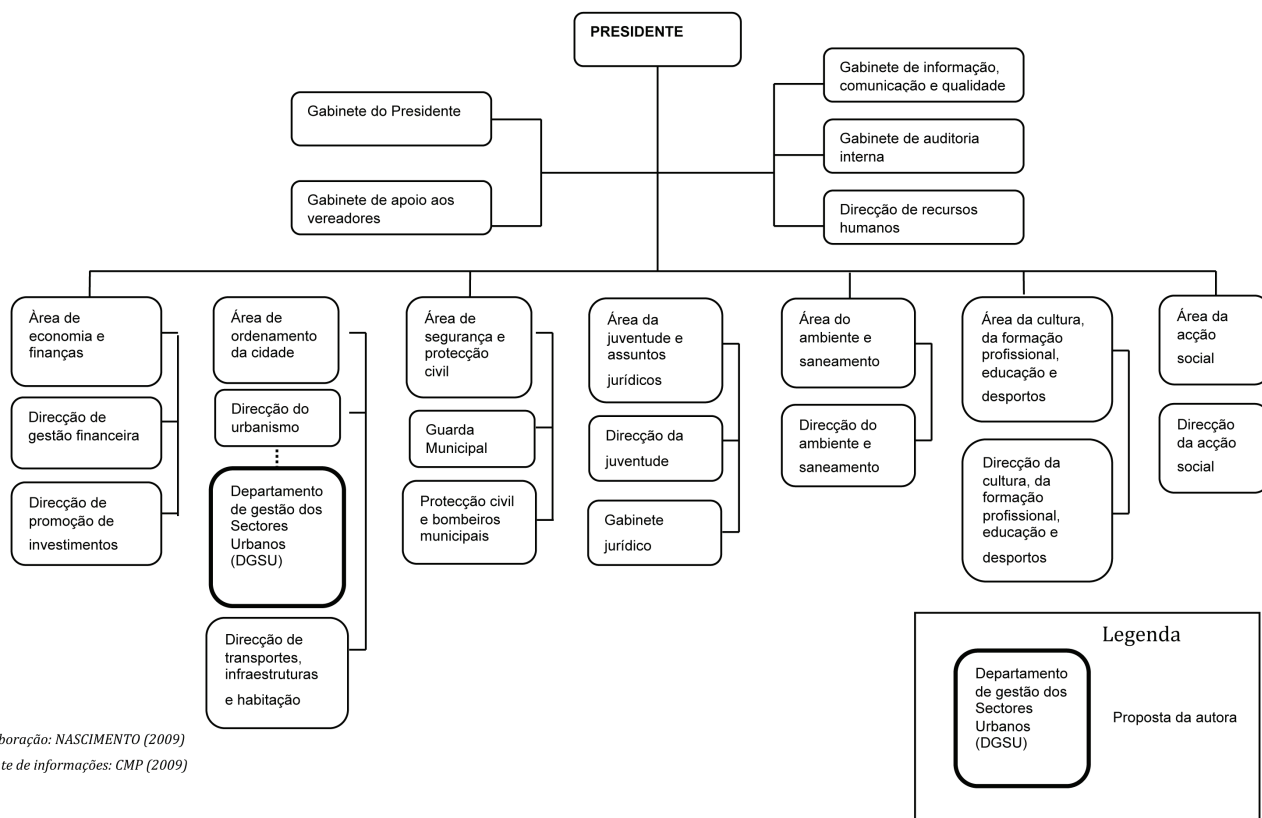 PRESIDENTE
Gabinete do Presidente
Gabinete de apoio aos
vereadores
Gabinete de informação,
comunicação e qualidade
Gabinete de auditoria
interna
Direcção de recursos
humanos
Àrea de
economia e
finanças
Direcção de
gestão financeira
Direcção de
promoção de
investimentos
Área de
ordenamento
da cidade
Direcção do
urbanismo
Departamento
de gestão dos
Sectores
Urbanos
(DGSU)
Direcção de
transportes,
infraestruturas
e habitação
Área de
segurança e
protecção
civil
Guarda
Municipal
Protecção civil
e bombeiros
municipais
Área da
juventude e
assuntos
jurídicos
Direcção da
juventude
Gabinete
jurídico
Área do
ambiente e
saneamento
Direcção do
ambiente e
saneamento
Área da cultura,
da formação
profissional,
educação e
desportos
Direcção da
cultura, da
formação
profissional,
educação e
desportos
Área da
acção
social
Direcção
da acção
social
Legenda
Departamento
de gestão dos
Sectores
Urbanos
(DGSU)
Proposta da autora
boração: NASCIMENTO (2009)
te de informações: CMP (2009)